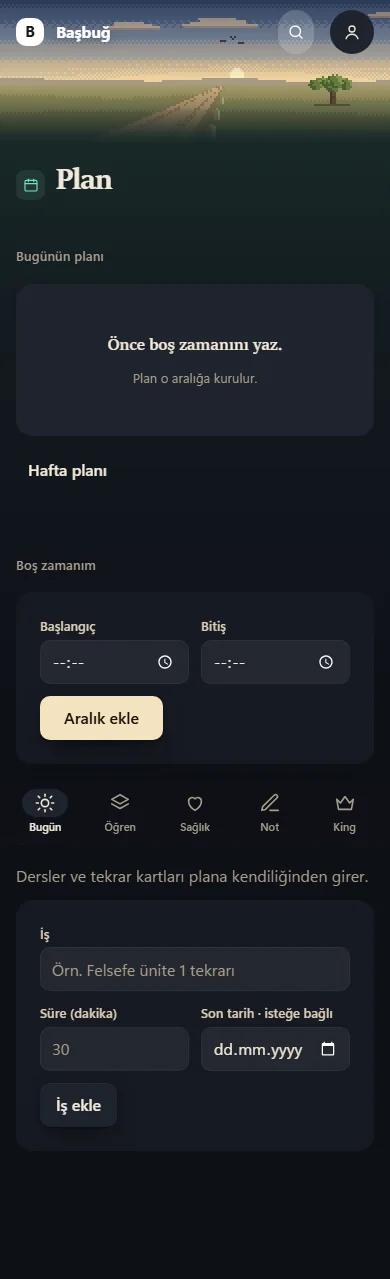 B Başbuğ
Plan
Bugünün planı
Önce boş zamanını yaz.
Plan o aralığa kurulur.
Hafta planı
Boş zamanım
Başlangıç Bitiş
--:-- --:--
Aralık ekle
Bugün Öğren Sağlık Not King
Dersler ve tekrar kartları plana kendiliğinden girer.
İş
Örn. Felsefe ünite 1 tekrarı
Süre (dakika) Son tarih · isteğe bağlı
30 dd.mm.yyyy
İş ekle